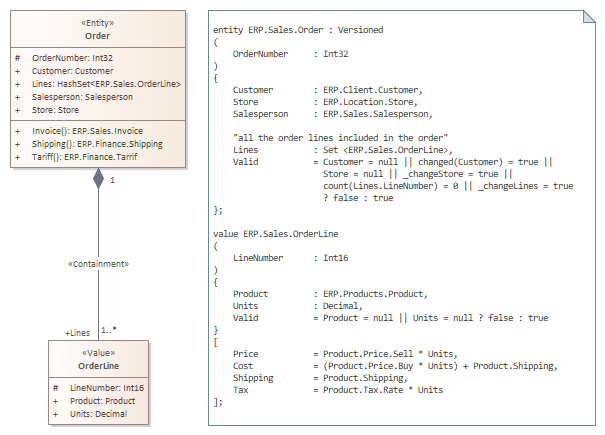 «Entity»
Order
# OrderNumber: Int32
+ Customer: Customer
+ Lines: HashSet<ERP.Sales.OrderLine>
+ Salesperson: Salesperson
+ Store: Store
+ Invoice(): ERP.Sales.Invoice
+ Shipping(): ERP.Finance.Shipping
+ Tariff(): ERP.Finance.Tarrif
1
«Containment»
+Lines 1..*
«Value»
OrderLine
# LineNumber: Int16
+ Product: Product
+ Units: Decimal
entity ERP.Sales.Order : Versioned
(
OrderNumber : Int32
)
{
Customer : ERP.Client.Customer,
Store : ERP.Location.Store,
Salesperson : ERP.Sales.Salesperson,
"all the order lines included in the order"
Lines : Set <ERP.Sales.OrderLine>,
Valid = Customer = null || changed(Customer) = true ||
Store = null || _changeStore = true ||
count(Lines.LineNumber) = 0 || _changeLines = true
? false : true
};
value ERP.Sales.OrderLine
(
LineNumber : Int16
)
{
Product : ERP.Products.Product,
Units : Decimal,
Valid = Product = null || Units = null ? false : true
}
[
Price = Product.Price.Sell * Units,
Cost = (Product.Price.Buy * Units) + Product.Shipping,
Shipping = Product.Shipping,
Tax = Product.Tax.Rate * Units
];